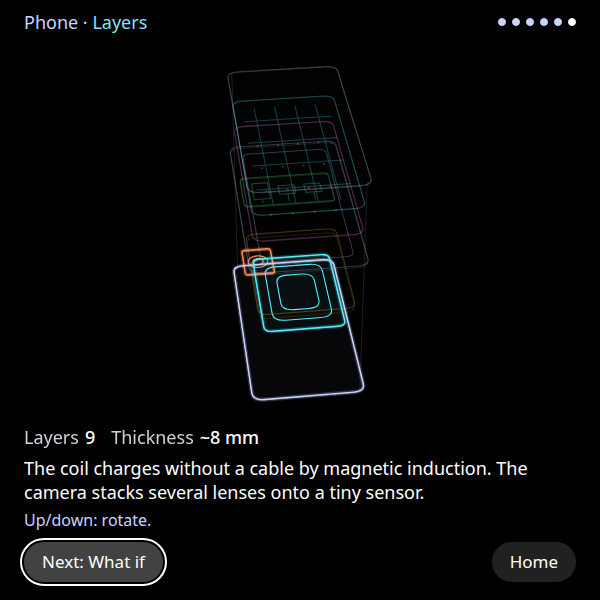 Phone · Layers
Layers 9 Thickness ~8 mm
The coil charges without a cable by magnetic induction. The
camera stacks several lenses onto a tiny sensor.
Up/down: rotate.
Next: What if
Home